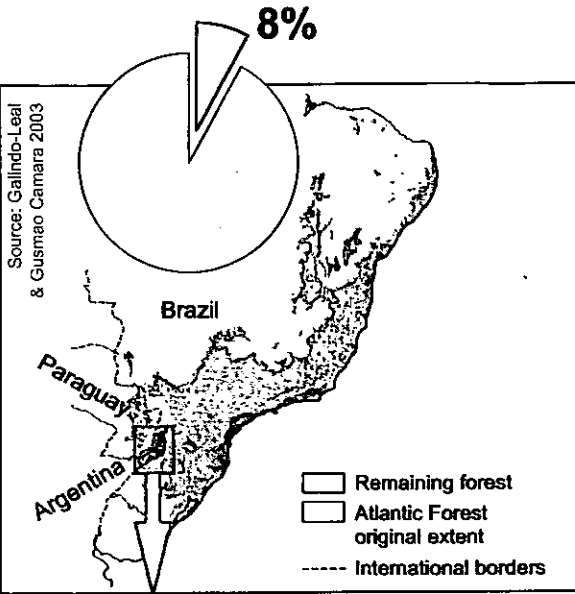 8%
Source: Galindo-Leal
& Gusmao Camara 2003
Brazil
Paraguay
Argentina
Remaining forest
Atlantic Forest
original extent
International borders